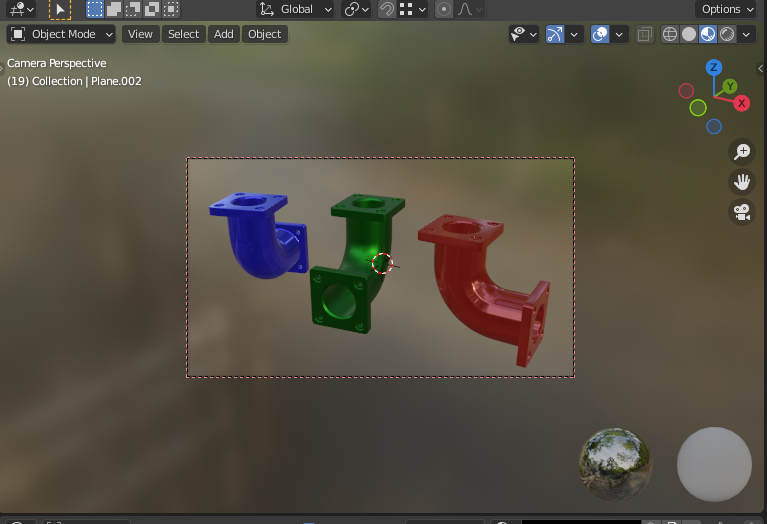 Global
Options
Object Mode
View
Select
Add
Object
Camera Perspective
(19) Collection | Plane.002
Z
Y
X